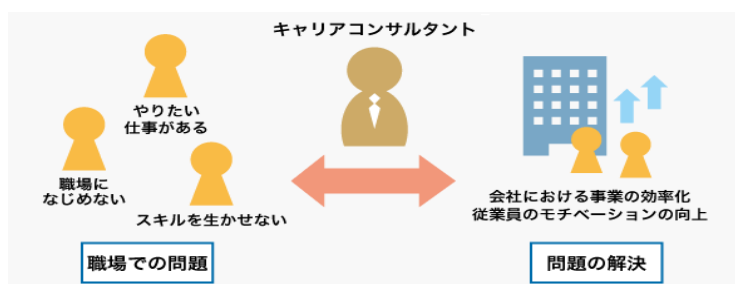 キャリアコンサルタント
やりたい
仕事がある
職場に
なじめない
スキルを生かせない
職場での問題
会社における事業の効率化
従業員のモチベーションの向上
問題の解決